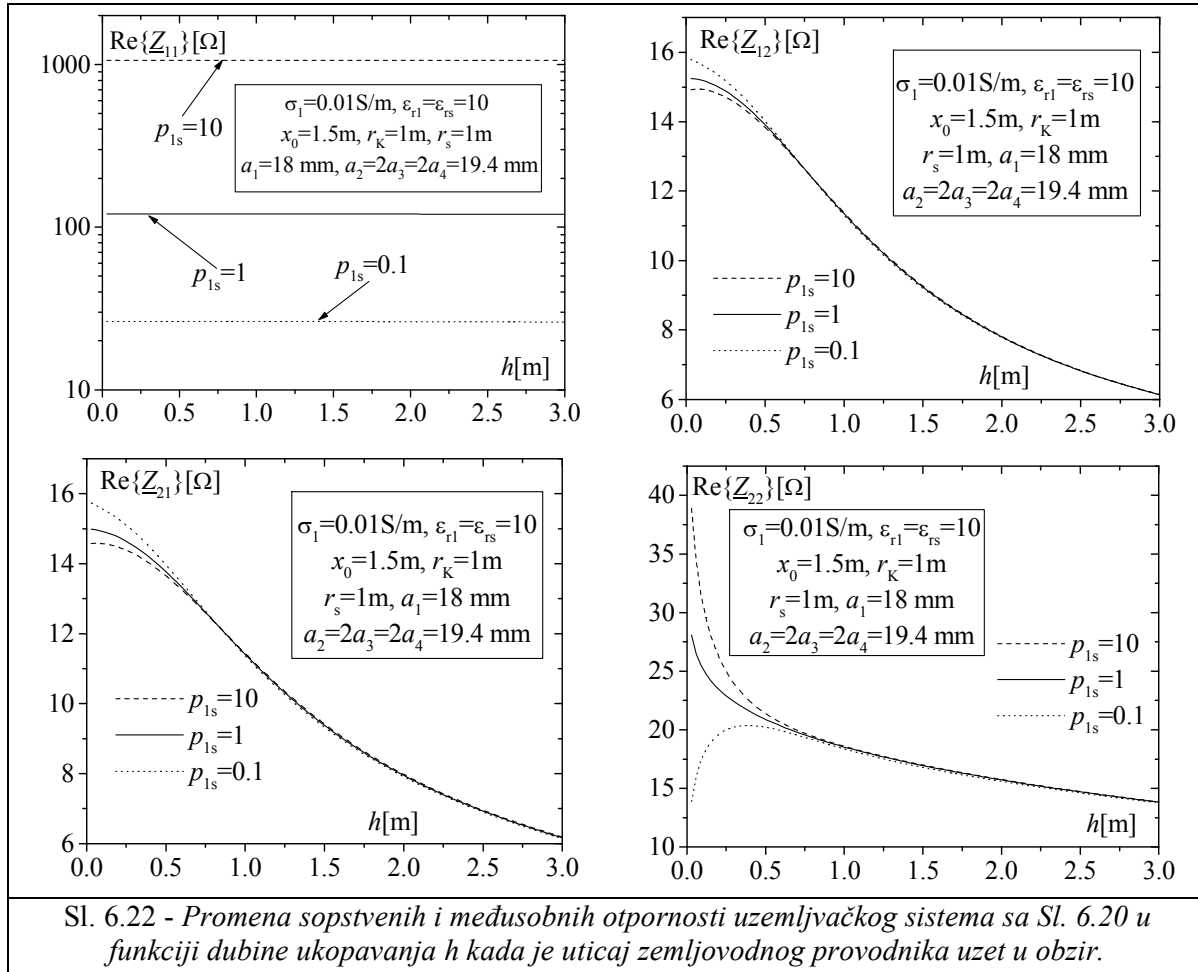 Re{Z₁₁}[Ω]
1000
100
10
σ₁=0.01S/m, εᵣ₁=εᵣₛ=10
x₀=1.5m, r_K=1m, rₛ=1m
a₁=18 mm, a₂=2a₃=2a₄=19.4 mm
p₁ₛ=10
p₁ₛ=1
p₁ₛ=0.1
h[m]
0.0 0.5 1.0 1.5 2.0 2.5 3.0
Re{Z₁₂}[Ω]
16
14
12
10
8
6
σ₁=0.01S/m, εᵣ₁=εᵣₛ=10
x₀=1.5m, r_K=1m
rₛ=1m, a₁=18 mm
a₂=2a₃=2a₄=19.4 mm
p₁ₛ=10
p₁ₛ=1
p₁ₛ=0.1
h[m]
0.0 0.5 1.0 1.5 2.0 2.5 3.0
Re{Z₂₁}[Ω]
16
14
12
10
8
6
σ₁=0.01S/m, εᵣ₁=εᵣₛ=10
x₀=1.5m, r_K=1m
rₛ=1m, a₁=18 mm
a₂=2a₃=2a₄=19.4 mm
p₁ₛ=10
p₁ₛ=1
p₁ₛ=0.1
h[m]
0.0 0.5 1.0 1.5 2.0 2.5 3.0
Re{Z₂₂}[Ω]
40
35
30
25
20
15
10
σ₁=0.01S/m, εᵣ₁=εᵣₛ=10
x₀=1.5m, r_K=1m
rₛ=1m, a₁=18 mm
a₂=2a₃=2a₄=19.4 mm
p₁ₛ=10
p₁ₛ=1
p₁ₛ=0.1
h[m]
0.0 0.5 1.0 1.5 2.0 2.5 3.0
Sl. 6.22 - Promena sopstvenih i međusobnih otpornosti uzemljvačkog sistema sa Sl. 6.20 u
funkciji dubine ukopavanja h kada je uticaj zemljovodnog provodnika uzet u obzir.